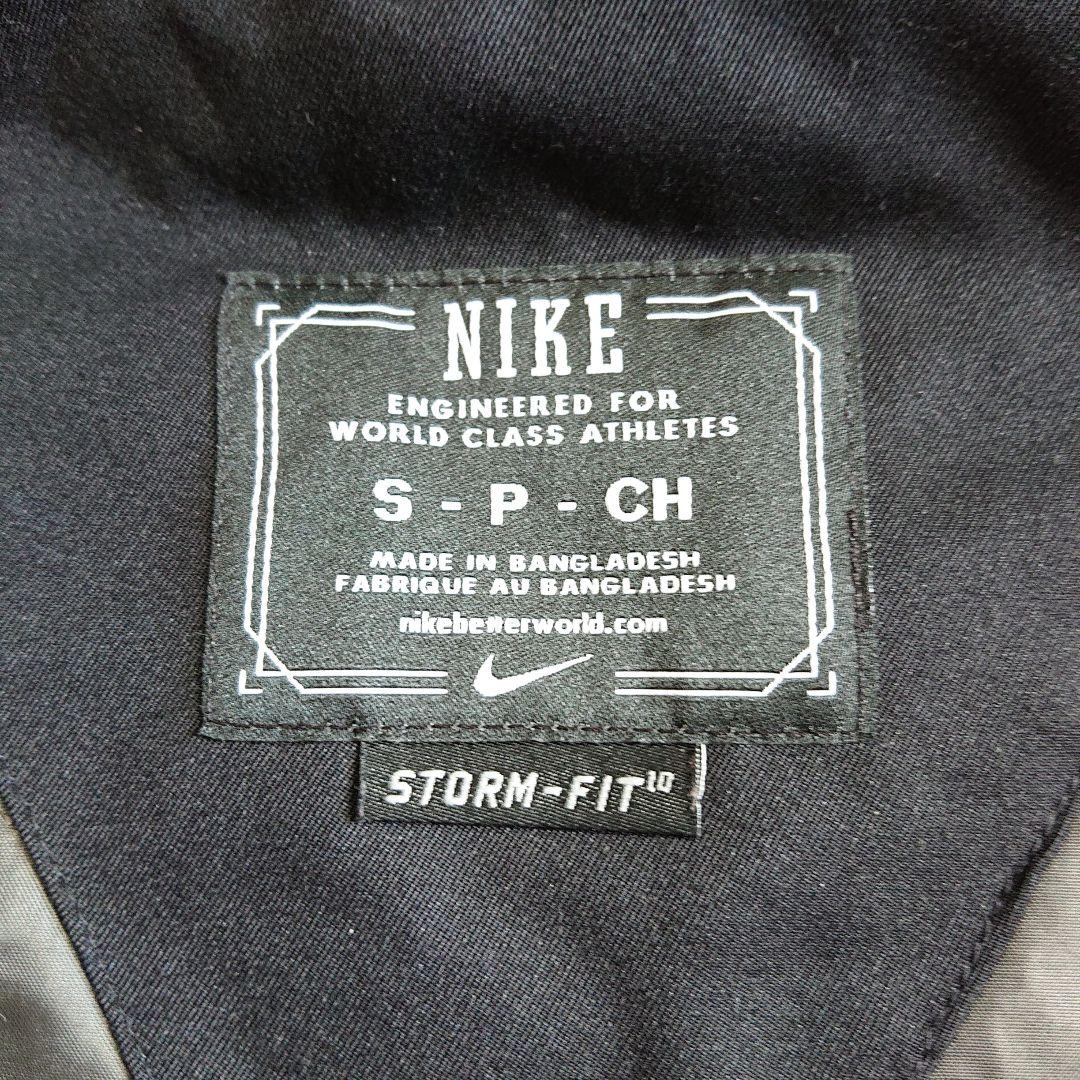 NIKE
ENGINEERED FOR
WORLD CLASS ATHLETES
S - P - CH
MADE IN BANGLADESH
FABRIQUE AU BANGLADESH
nikebetterworld.com
STORM-FIT10